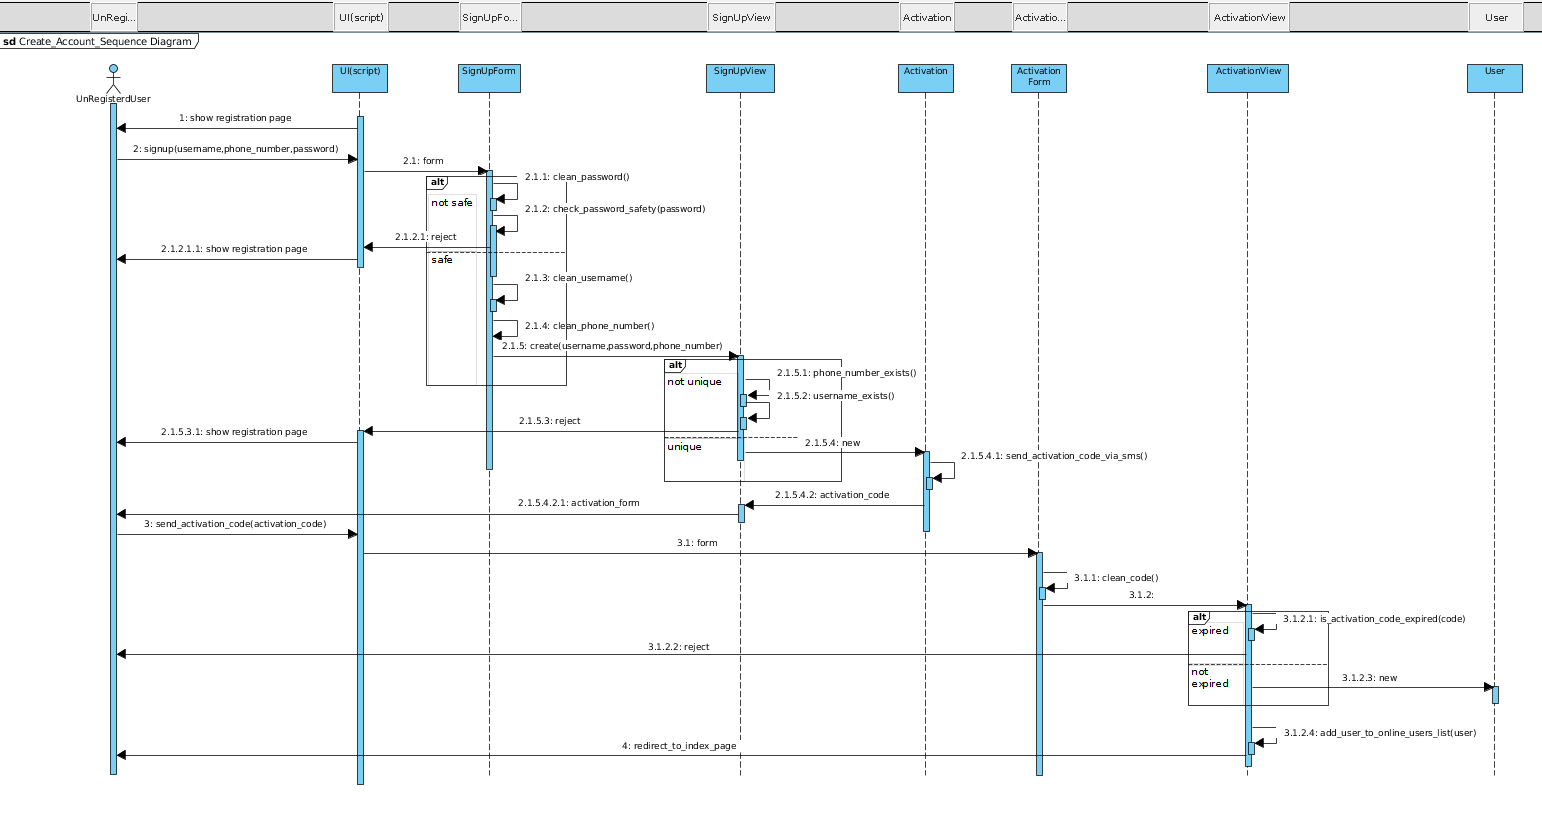 UnRegi...
UI(script)
SignUpFo...
SignUpView
Activation
Activatio...
ActivationView
User
sd Create_Account_Sequence Diagram
UnRegisterdUser
UI(script)
SignUpForm
SignUpView
Activation
Activation
Form
ActivationView
User
1: show registration page
2: signup(username,phone_number,password)
2.1: form
alt
2.1.1: clean_password()
not safe
2.1.2: check_password_safety(password)
2.1.2.1: reject
2.1.2.1.1: show registration page
safe
2.1.3: clean_username()
2.1.4: clean_phone_number()
2.1.5: create(username,password,phone_number)
alt
2.1.5.1: phone_number_exists()
not unique
2.1.5.2: username_exists()
2.1.5.3: reject
2.1.5.3.1: show registration page
unique
2.1.5.4: new
2.1.5.4.1: send_activation_code_via_sms()
2.1.5.4.2: activation_code
2.1.5.4.2.1: activation_form
3: send_activation_code(activation_code)
3.1: form
3.1.1: clean_code()
3.1.2:
alt
3.1.2.1: is_activation_code_expired(code)
expired
3.1.2.2: reject
not
expired
3.1.2.3: new
3.1.2.4: add_user_to_online_users_list(user)
4: redirect_to_index_page